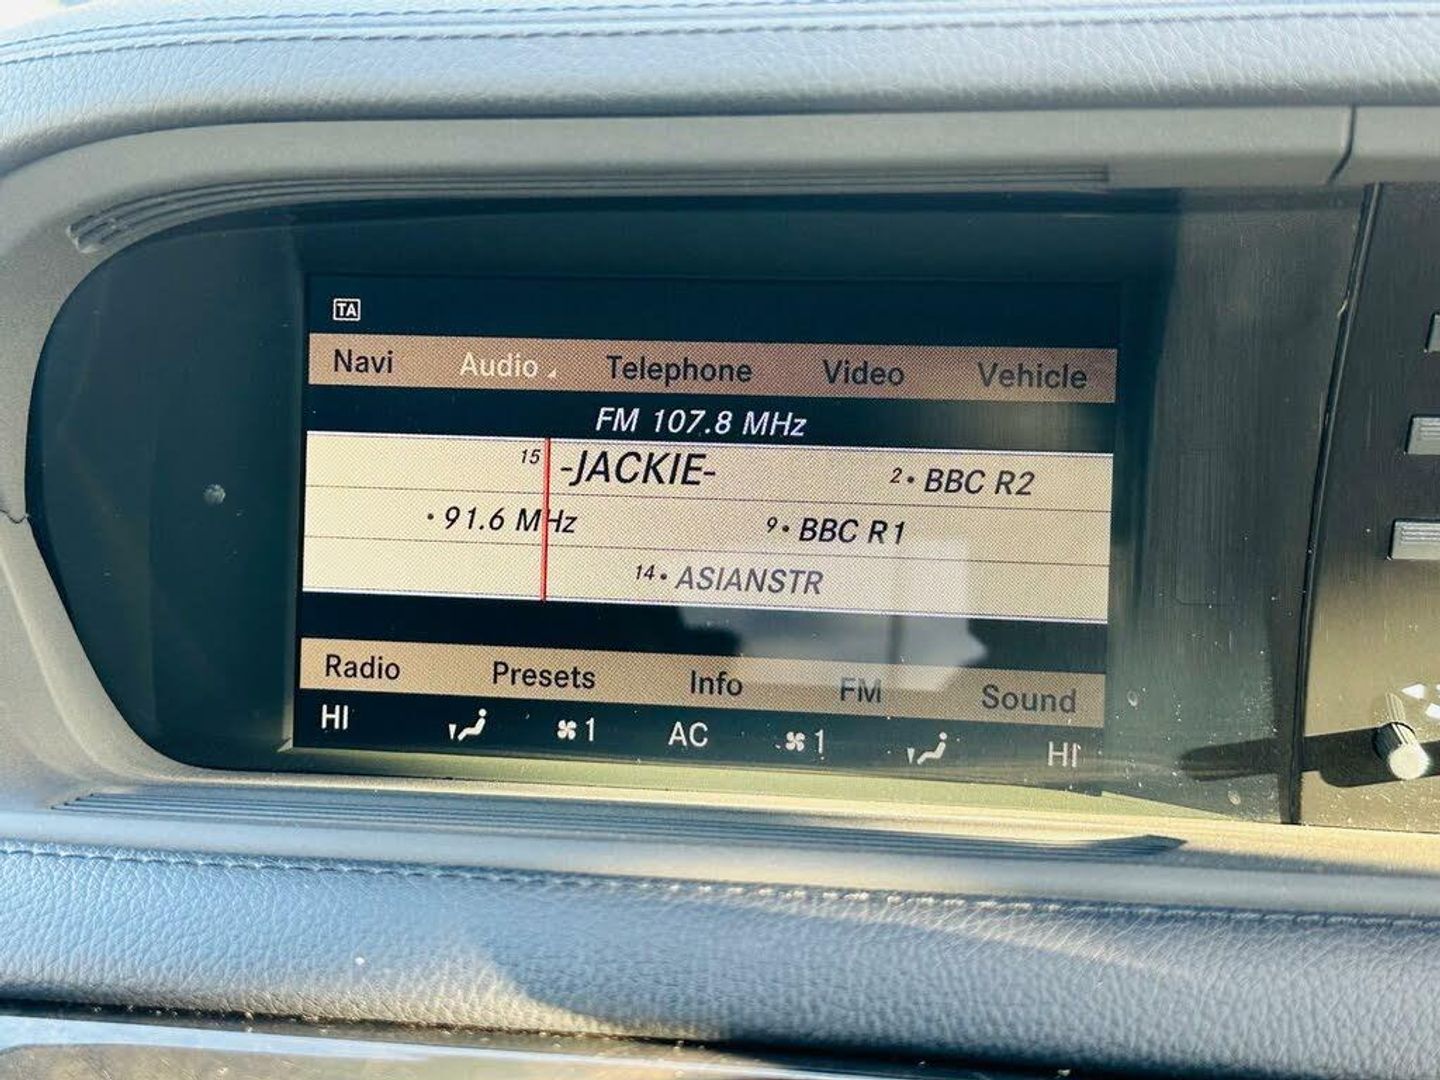 TA
Navi Audio Telephone Video Vehicle
FM 107.8 MHz
15 -JACKIE- 2• BBC R2
• 91.6 MHz 9• BBC R1
14• ASIANSTR
Radio Presets Info FM Sound
HI 1 AC 1 HI